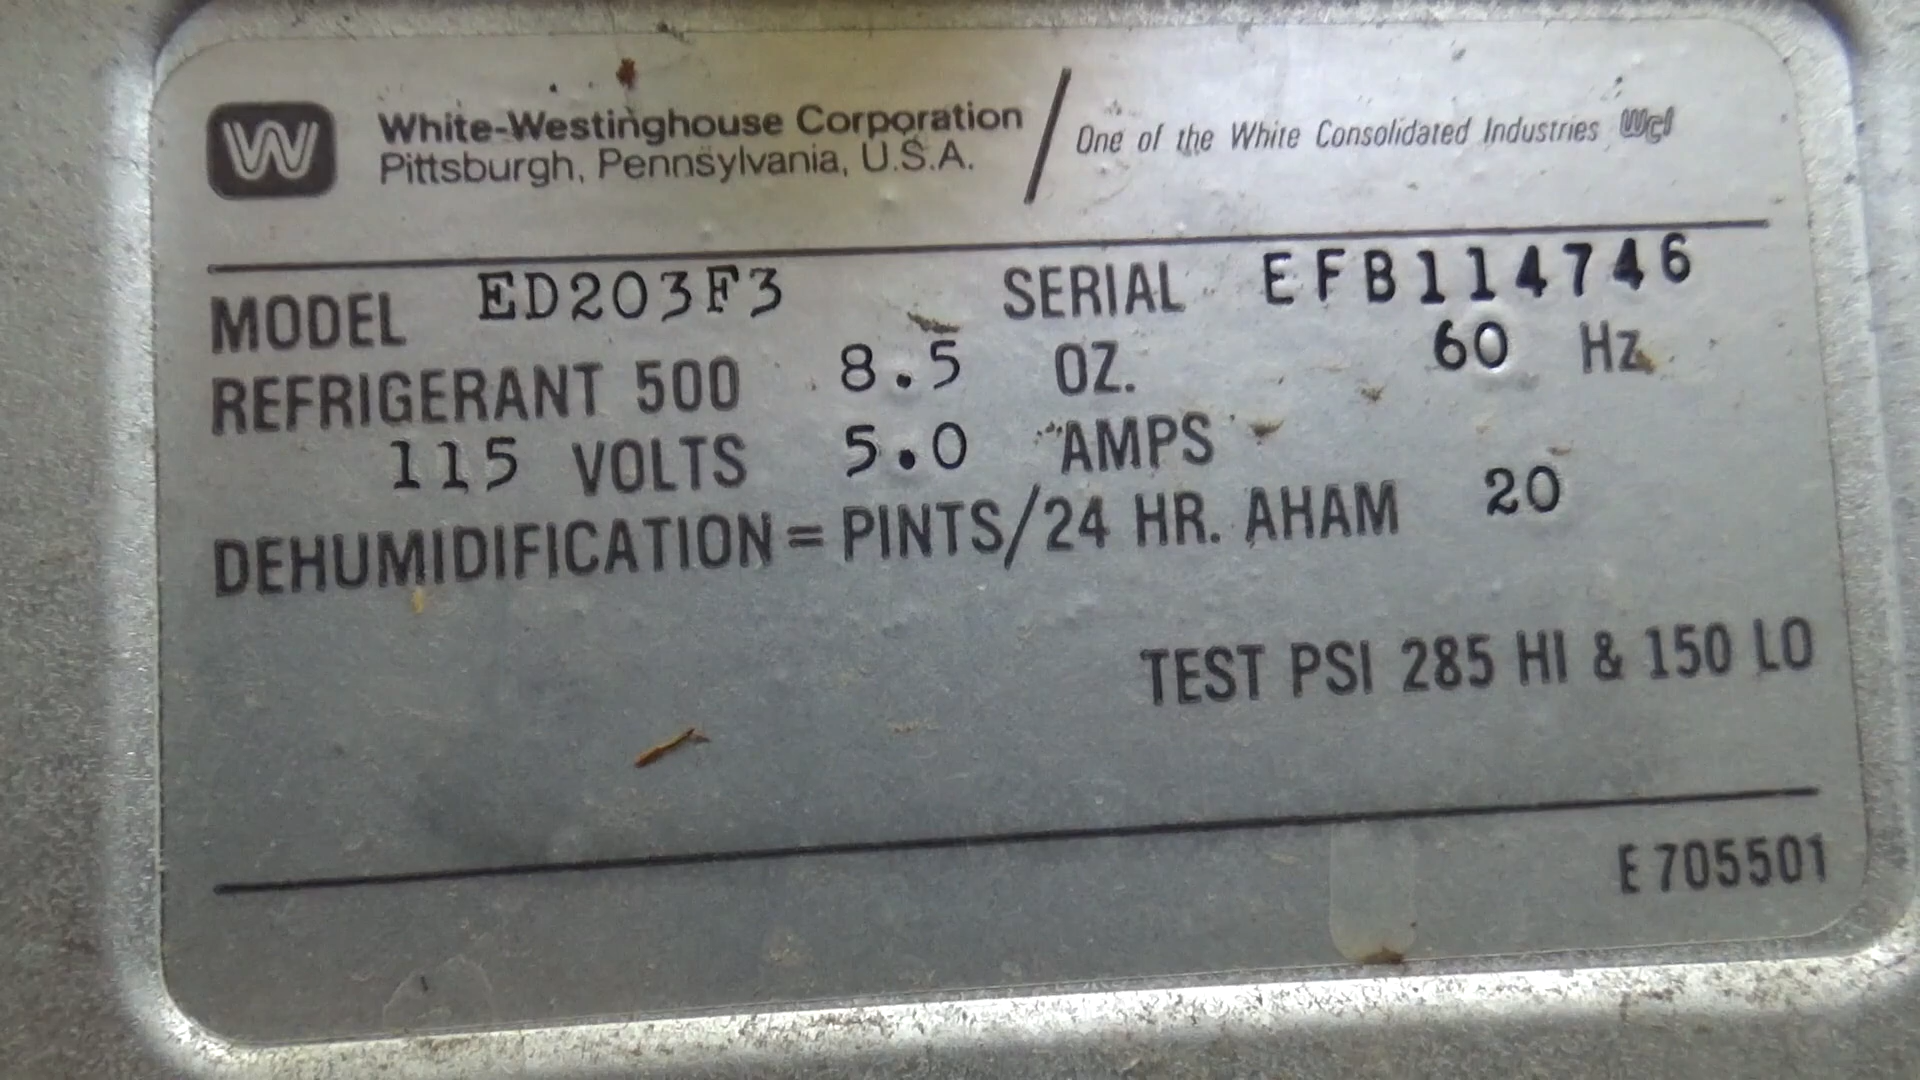 W White-Westinghouse Corporation / One of the White Consolidated Industries WCI
Pittsburgh, Pennsylvania, U.S.A.
MODEL ED203F3 SERIAL EFB114746
REFRIGERANT 500 8.5 OZ. 60 Hz
115 VOLTS 5.0 AMPS
DEHUMIDIFICATION = PINTS/24 HR. AHAM 20
TEST PSI 285 HI & 150 LO
E 705501